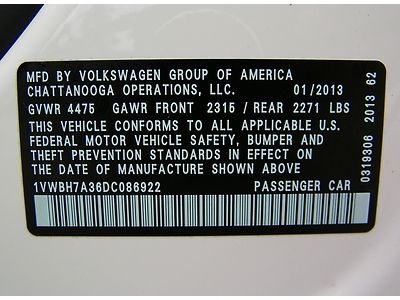 MFD BY VOLKSWAGEN GROUP OF AMERICA
CHATTANOOGA OPERATIONS, LLC. 01/2013
GVWR 4475 GAWR FRONT 2315 / REAR 2271 LBS
THIS VEHICLE CONFORMS TO ALL APPLICABLE U.S.
FEDERAL MOTOR VEHICLE SAFETY, BUMPER AND
THEFT PREVENTION STANDARDS IN EFFECT ON
THE DATE OF MANUFACTURE SHOWN ABOVE
1VWBH7A36DC086922 PASSENGER CAR
0319306 2013 62